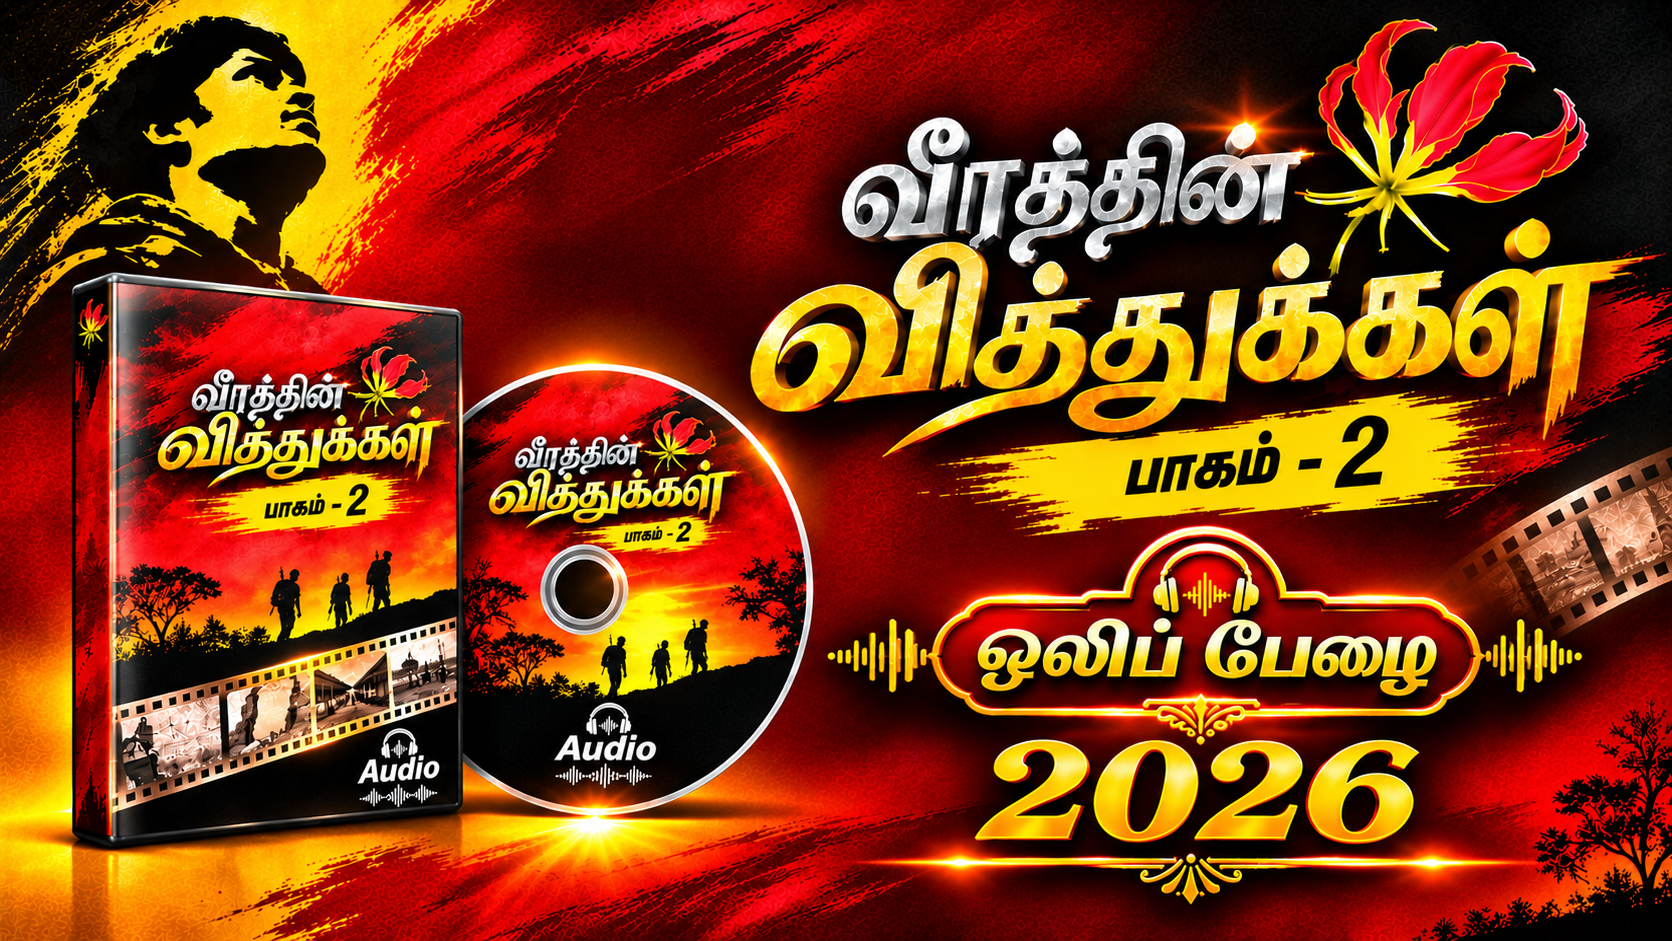 வீரத்தின்
வித்துக்கள்
பாகம் - 2
ஒலிப் பேழை
2026
வீரத்தின்
வித்துக்கள்
பாகம் - 2
Audio
வீரத்தின்
வித்துக்கள்
பாகம் - 2
Audio